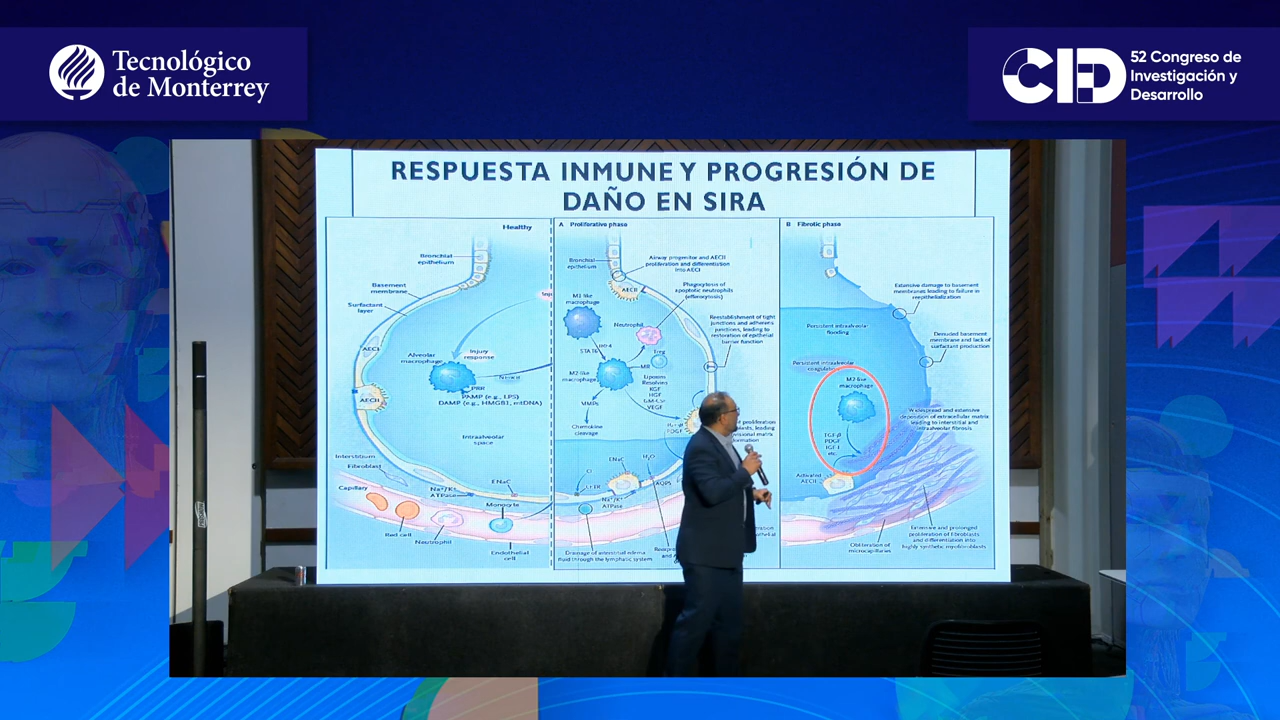 Tecnológico
de Monterrey
CID
52 Congreso de
Investigación y
Desarrollo
RESPUESTA INMUNE Y PROGRESIÓN DE
DAÑO EN SIRA
Healthy
Bronchial
epithelium
Basement
membrane
Surfactant
layer
AECI
Alveolar
macrophage
Injury
response
PRR
PAMP (e.g., LPS)
DAMP (e.g., HMGB1, mtDNA)
AECII
Intraalveolar
space
Interstitium
Fibroblast
Capillary
Na⁺/K⁺
ATPase
ENaC
Monocyte
Red cell
Neutrophil
Endothelial
cell
A Proliferative phase
Bronchial
epithelium
Airway progenitor and AECII
proliferation and differentiation
into AECI
AECII
Phagocytosis of
apoptotic neutrophils
(efferocytosis)
M1-like
macrophage
Neutrophil
Reestablishment of tight
junctions and adherens
junctions, leading to
restoration of epithelial
barrier function
STAT6
Treg
M2-like
macrophage
Lipoxins
Resolvins
KGF
HGF
GM-CSF
VEGF
MMPs
Chemokine
cleavage
PDGF
proliferation
leading
matrix
ENaC
H₂O
AQP5
Na⁺/K⁺
ATPase
Drainage of interstitial edema
fluid through the lymphatic system
B Fibrotic phase
Extensive damage to basement
membranes leading to failure in
reepithelialization
Persistent intraalveolar
flooding
Denuded basement
membrane and lack of
surfactant production
Persistent intraalveolar
coagulation
M2-like
macrophage
Widespread and extensive
deposition of extracellular matrix
leading to interstitial and
intraalveolar fibrosis
TGF-β
PDGF
IGF-1
etc.
Activated
AECII
Obliteration of
microcapillaries
Extensive and prolonged
proliferation of fibroblasts
and differentiation into
highly synthetic myofibroblasts